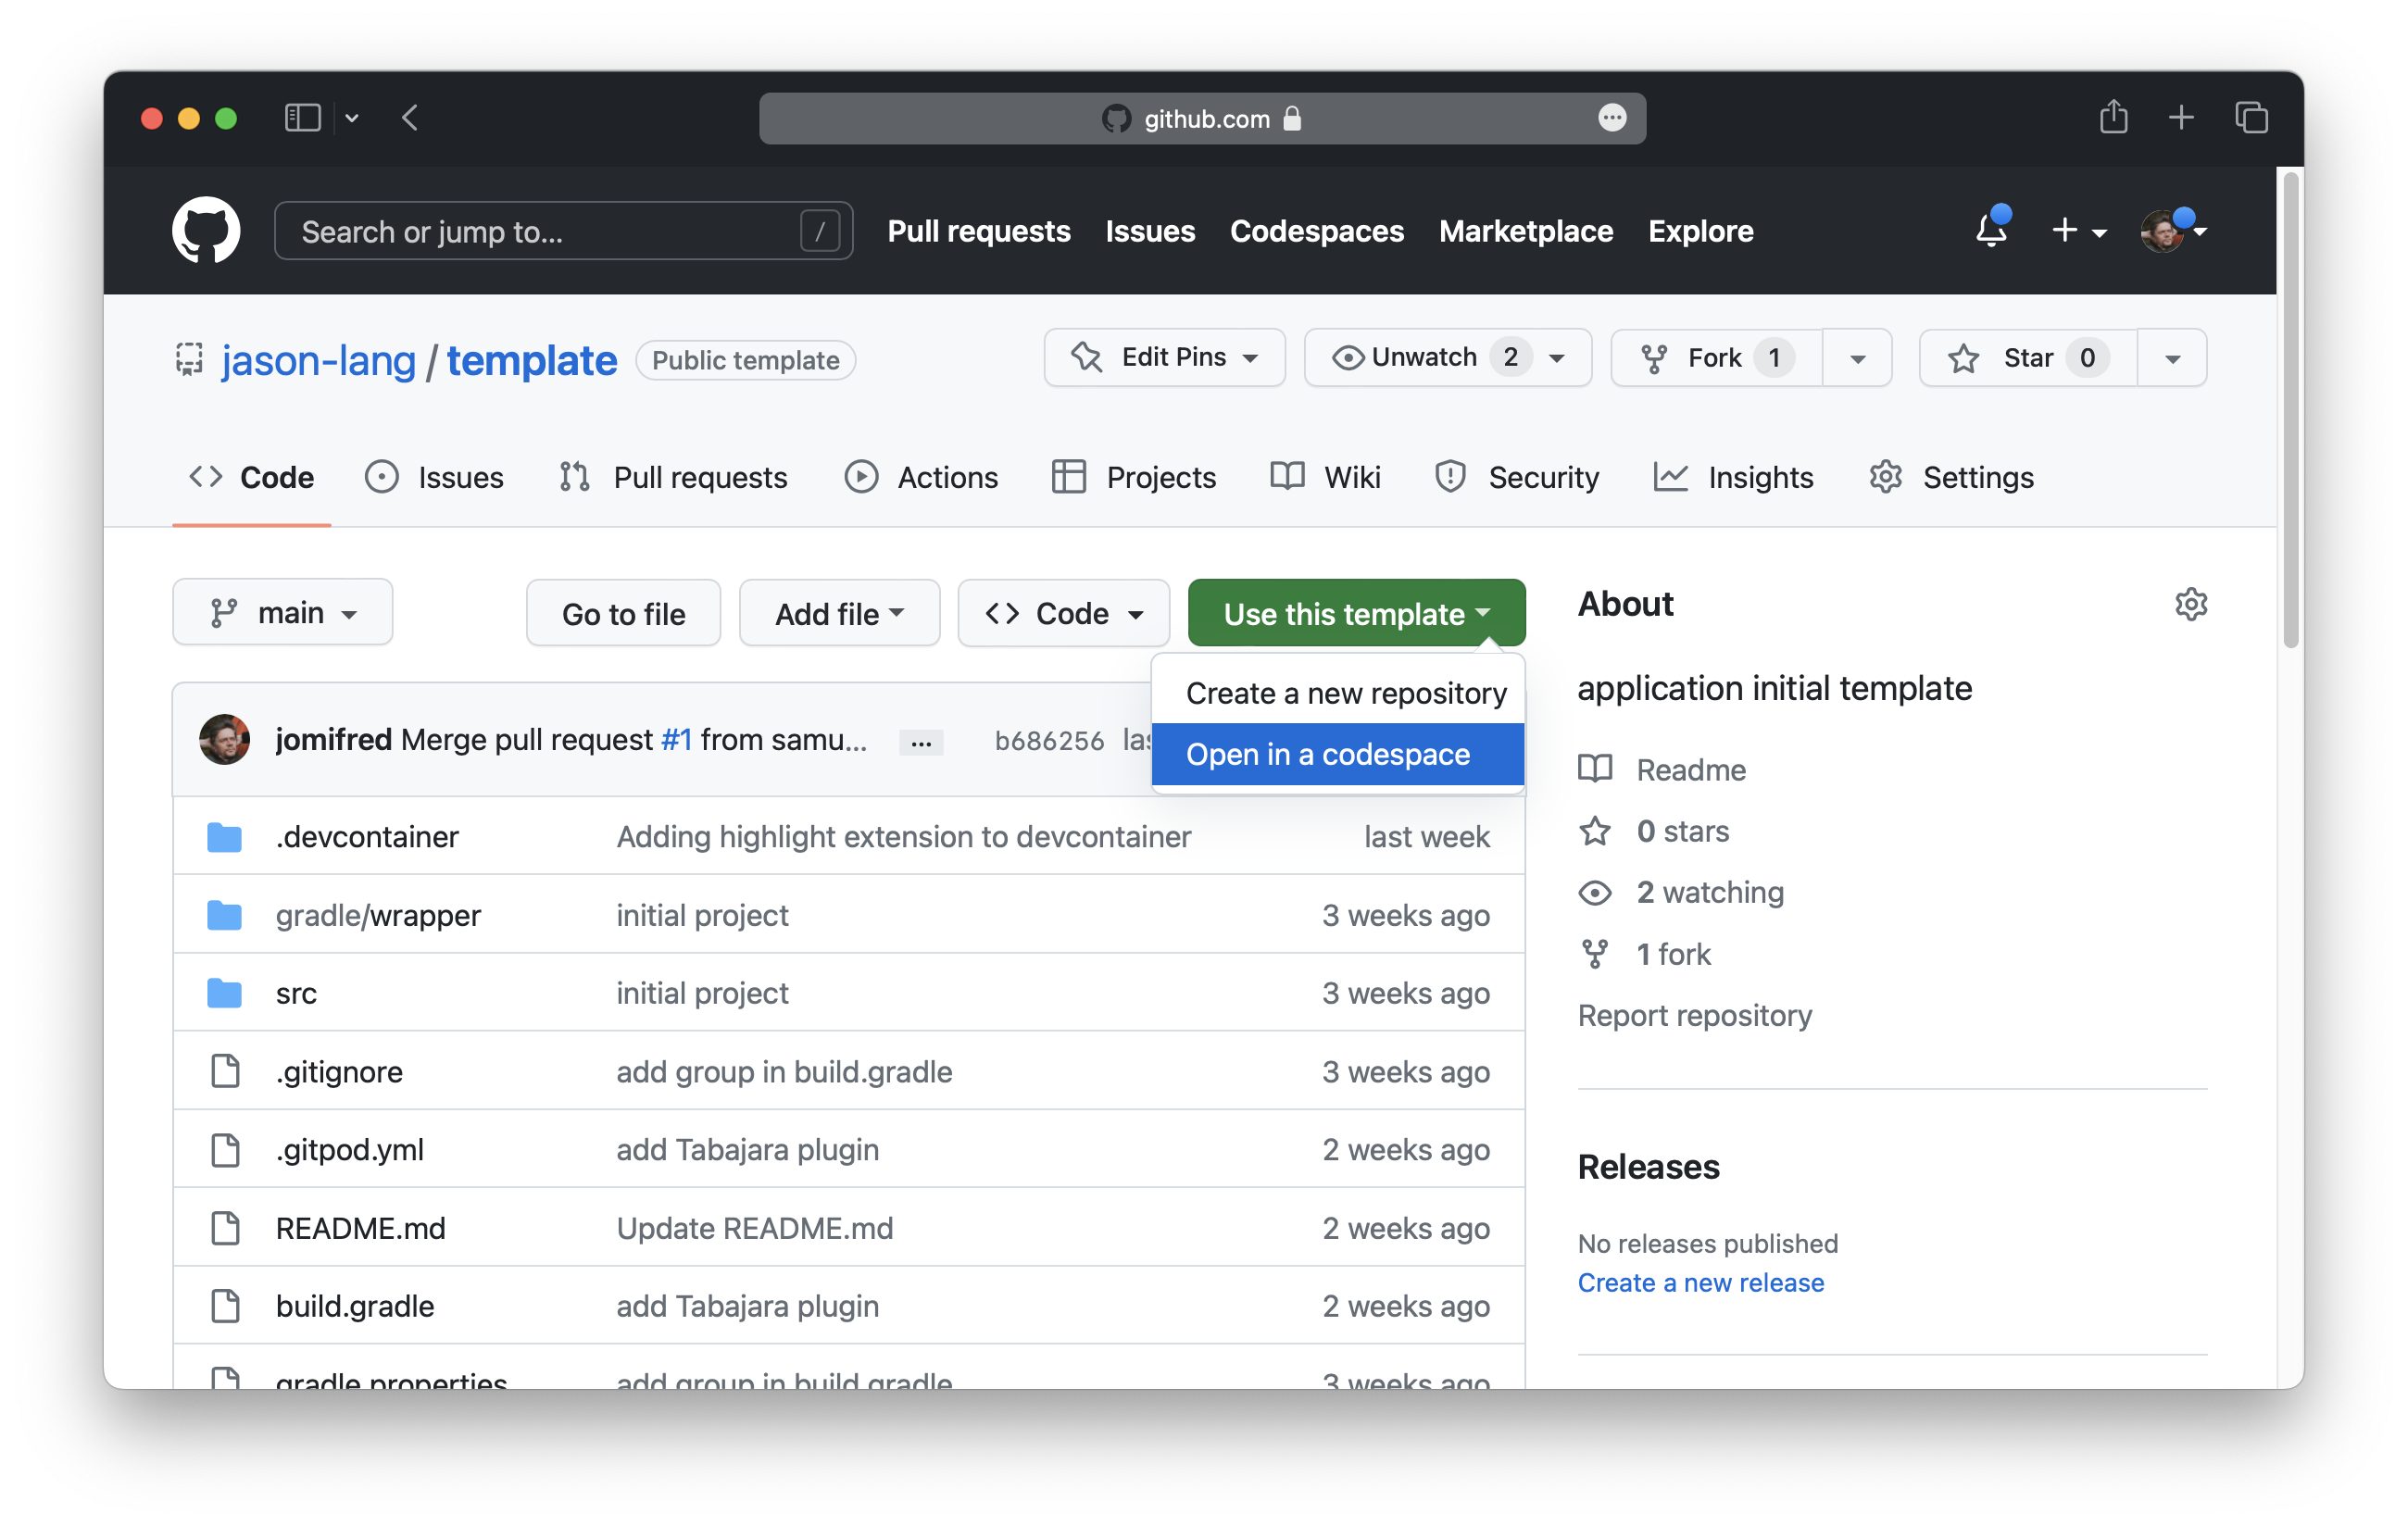 github.com
Search or jump to... /
Pull requests Issues Codespaces Marketplace Explore
jason-lang / template Public template
Edit Pins Unwatch 2 Fork 1 Star 0
Code Issues Pull requests Actions Projects Wiki Security Insights Settings
main Go to file Add file Code Use this template
Create a new repository
Open in a codespace
jomifred Merge pull request #1 from samu... ... b686256 las
.devcontainer Adding highlight extension to devcontainer last week
gradle/wrapper initial project 3 weeks ago
src initial project 3 weeks ago
.gitignore add group in build.gradle 3 weeks ago
.gitpod.yml add Tabajara plugin 2 weeks ago
README.md Update README.md 2 weeks ago
build.gradle add Tabajara plugin 2 weeks ago
gradle.properties add group in build.gradle 3 weeks ago
About
application initial template
Readme
0 stars
2 watching
1 fork
Report repository
Releases
No releases published
Create a new release